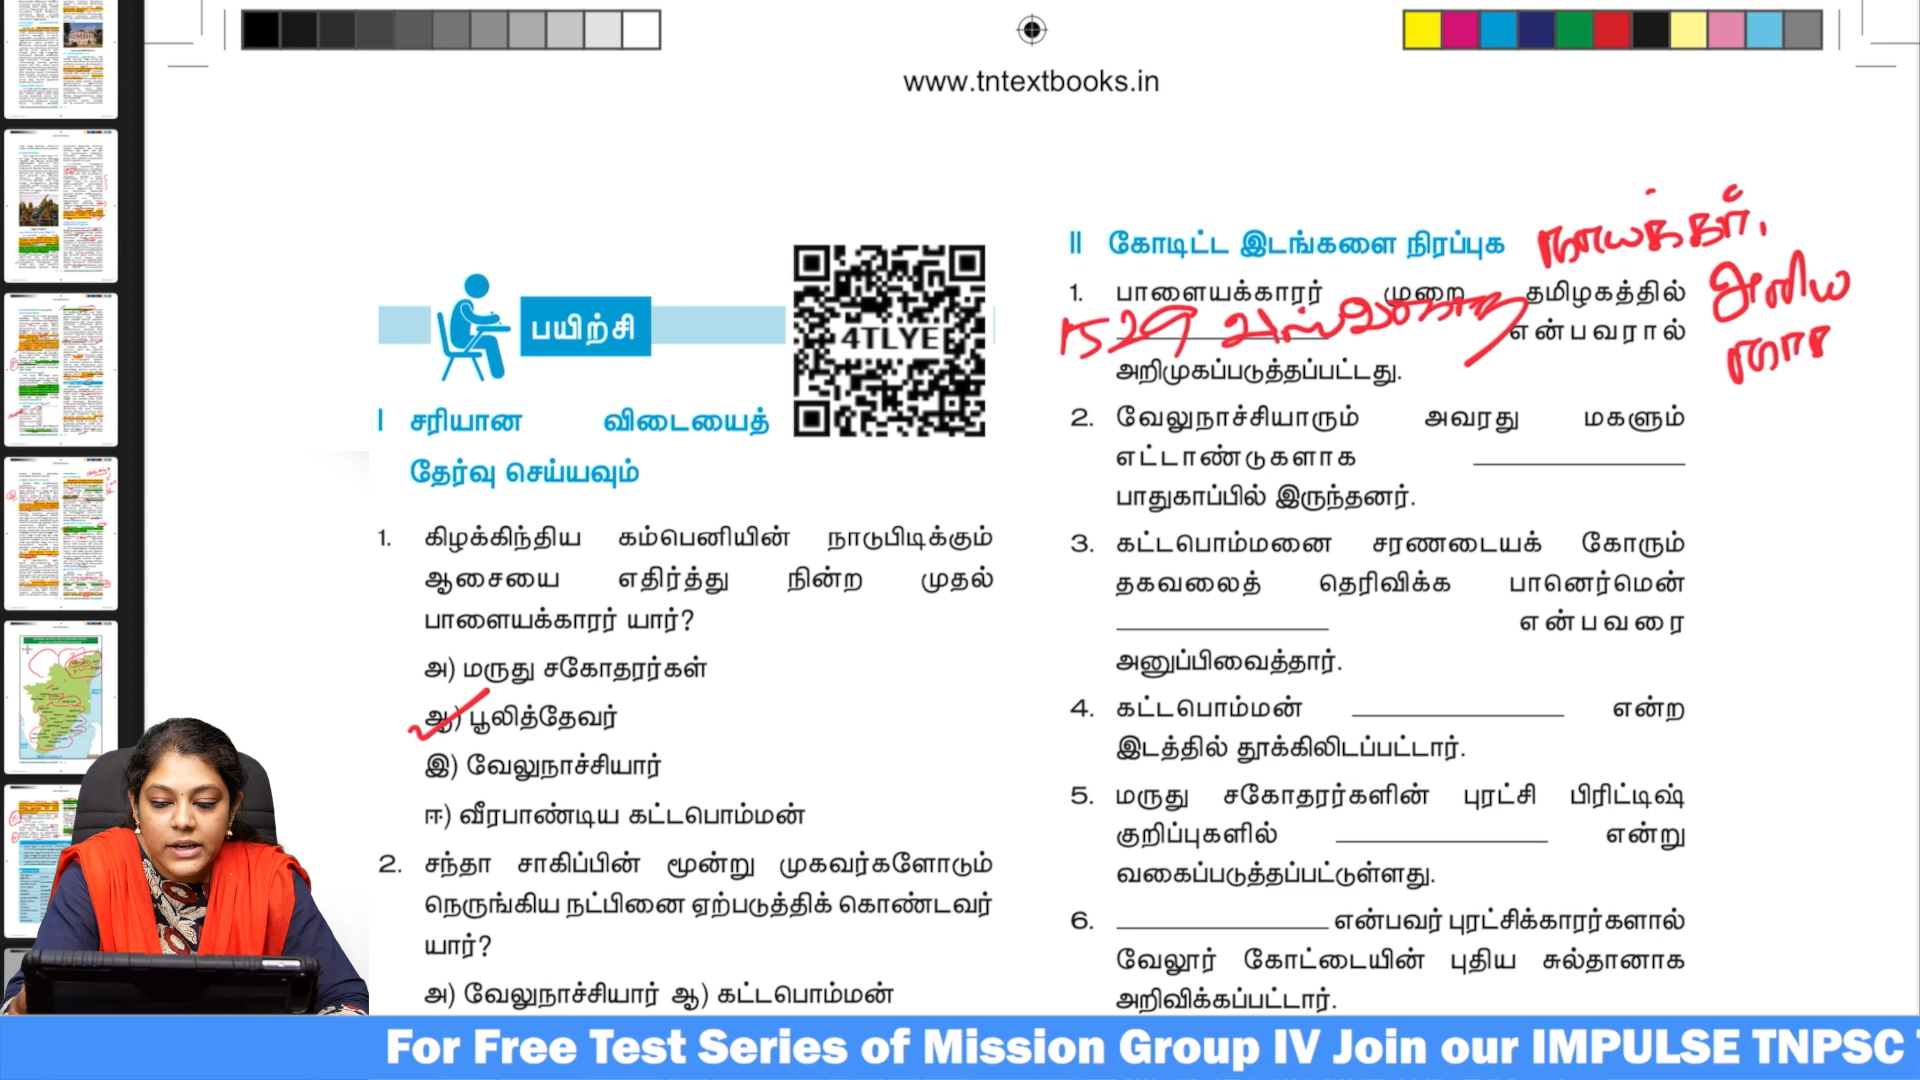 www.tntextbooks.in
பயிற்சி
4TLYE
I சரியான விடையைத்
தேர்வு செய்யவும்
1. கிழக்கிந்திய கம்பெனியின் நாடுபிடிக்கும்
ஆசையை எதிர்த்து நின்ற முதல்
பாளையக்காரர் யார்?
அ) மருது சகோதரர்கள்
ஆ) பூலித்தேவர்
இ) வேலுநாச்சியார்
ஈ) வீரபாண்டிய கட்டபொம்மன்
2. சந்தா சாகிப்பின் மூன்று முகவர்களோடும்
நெருங்கிய நட்பினை ஏற்படுத்திக் கொண்டவர்
யார்?
அ) வேலுநாச்சியார் ஆ) கட்டபொம்மன்
II கோடிட்ட இடங்களை நிரப்புக
நாயக்கர்.
1. பாளையக்காரர் முறை தமிழகத்தில்
1529
என்பவரால்
அறிமுகப்படுத்தப்பட்டது.
2. வேலுநாச்சியாரும் அவரது மகளும்
எட்டாண்டுகளாக
பாதுகாப்பில் இருந்தனர்.
3. கட்டபொம்மனை சரணடையக் கோரும்
தகவலைத் தெரிவிக்க பானெர்மென்
என்பவரை
அனுப்பிவைத்தார்.
4. கட்டபொம்மன் என்ற
இடத்தில் தூக்கிலிடப்பட்டார்.
5. மருது சகோதரர்களின் புரட்சி பிரிட்டிஷ்
குறிப்புகளில் என்று
வகைப்படுத்தப்பட்டுள்ளது.
6. என்பவர் புரட்சிக்காரர்களால்
வேலூர் கோட்டையின் புதிய சுல்தானாக
அறிவிக்கப்பட்டார்.
For Free Test Series of Mission Group IV Join our IMPULSE TNPSC